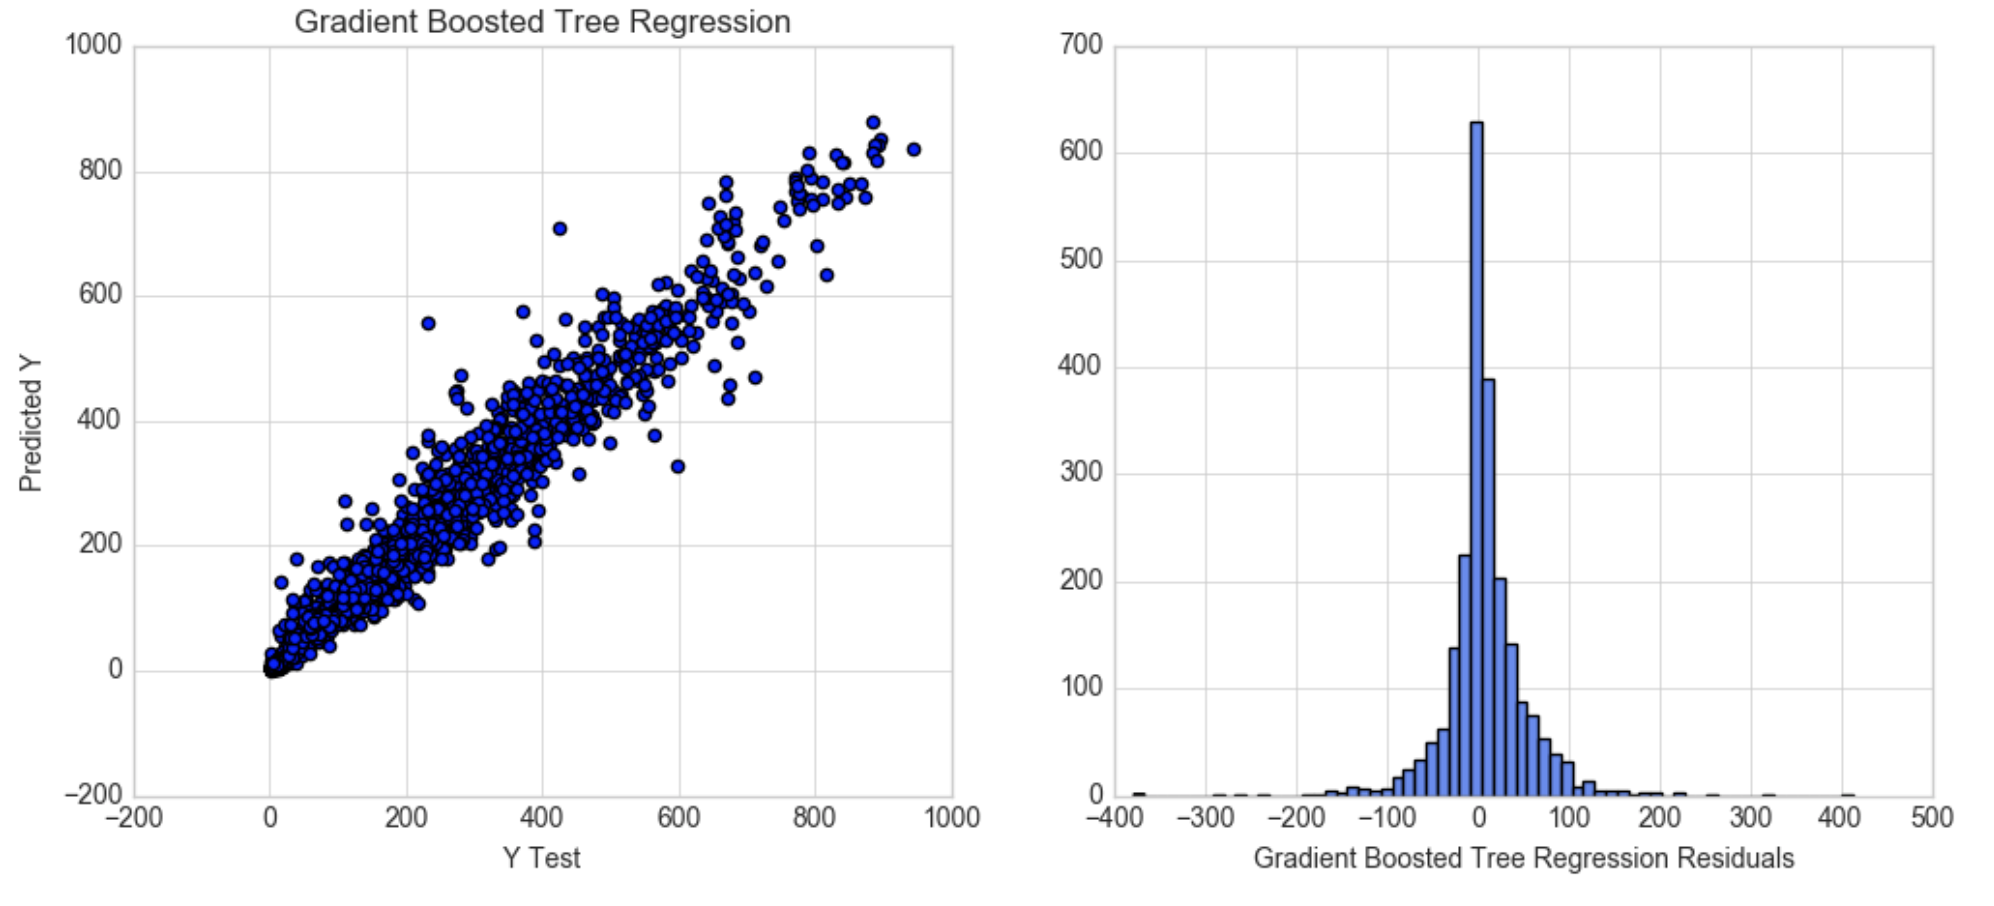 Gradient Boosted Tree Regression
1000
800
600
400
200
0
−200
Predicted Y
−200 0 200 400 600 800 1000
Y Test
700
600
500
400
300
200
100
0
−400 −300 −200 −100 0 100 200 300 400 500
Gradient Boosted Tree Regression Residuals